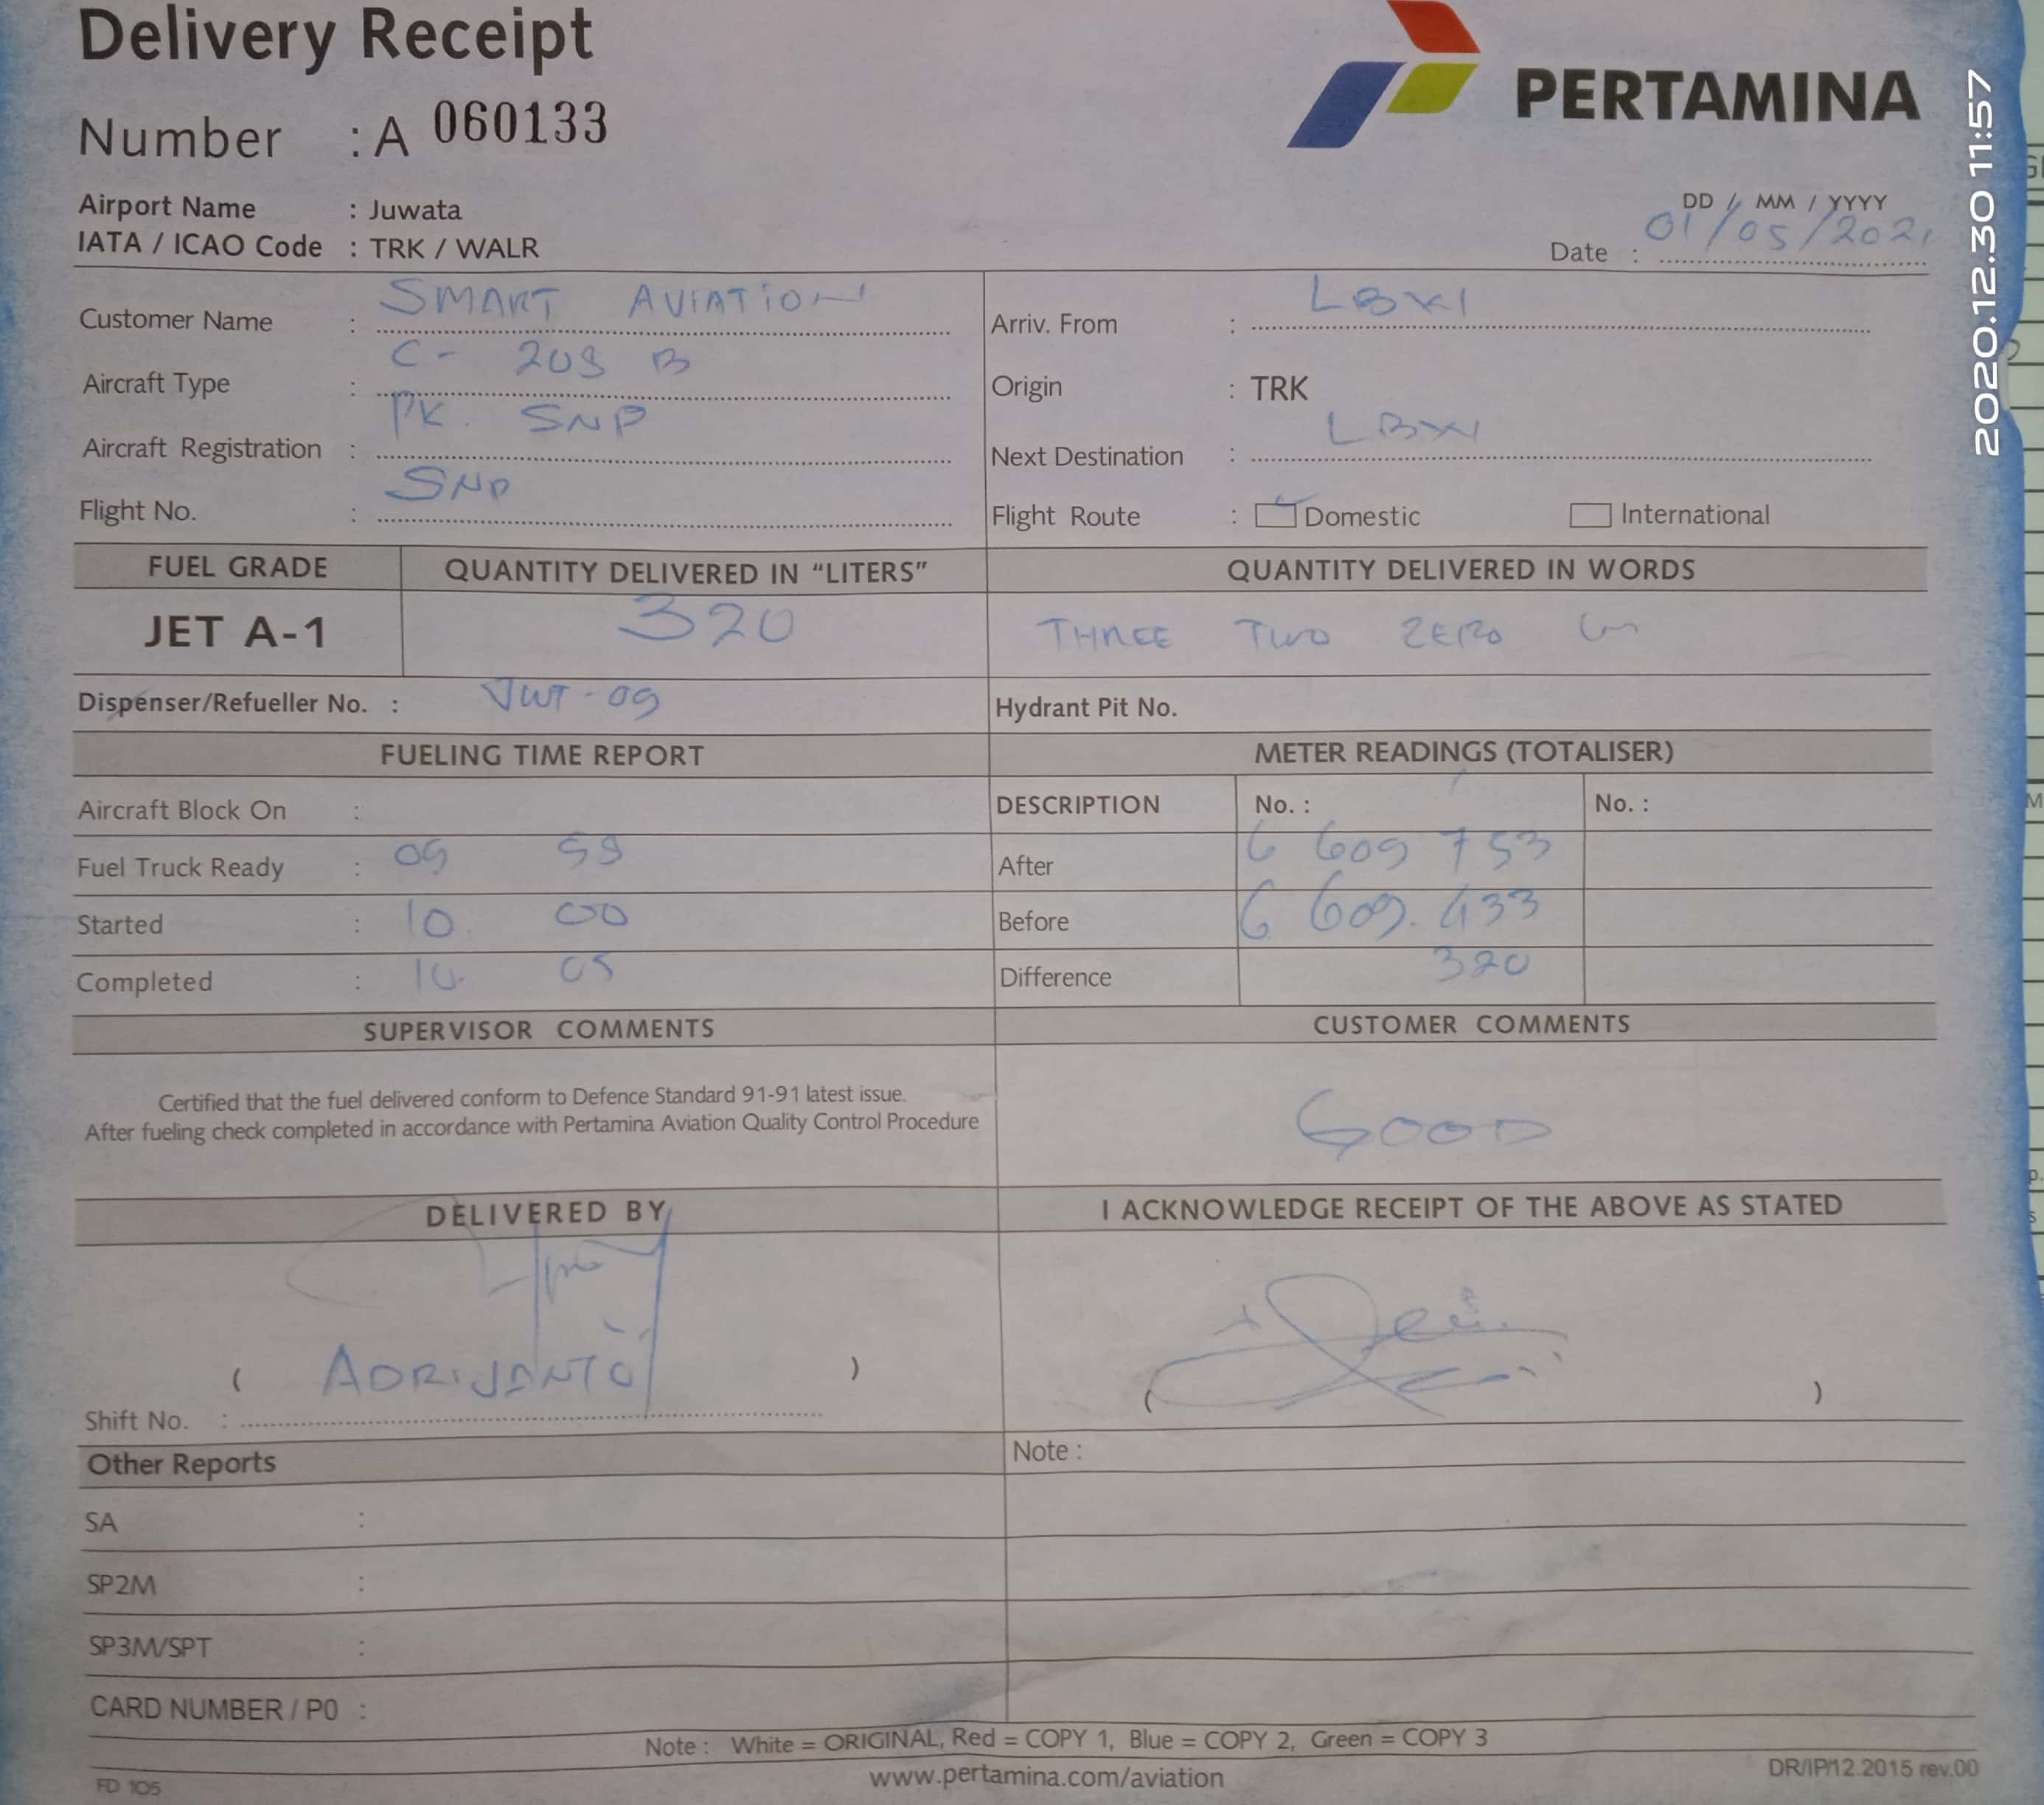 Delivery Receipt
PERTAMINA
Number : A 060133
2020.12.30 11:57
Airport Name : Juwata
IATA / ICAO Code : TRK / WALR
DD / MM / YYYY
Date : 01/05/2021
Customer Name : SMART AVIATION
Arriv. From : LBXI
Aircraft Type : C- 208 B
Origin : TRK
Aircraft Registration : PK. SNP
Next Destination : LBXI
Flight No. : SNP
Flight Route : Domestic International
FUEL GRADE QUANTITY DELIVERED IN "LITERS" QUANTITY DELIVERED IN WORDS
JET A-1 320 THREE TWO ZERO
Dispenser/Refueller No. : JWT-09
Hydrant Pit No.
FUELING TIME REPORT METER READINGS (TOTALISER)
Aircraft Block On :
DESCRIPTION No. : No. :
Fuel Truck Ready : 09 59
After 6 609 753
Started : 10 00
Before 6 609.433
Completed : 10. 05
Difference 320
SUPERVISOR COMMENTS CUSTOMER COMMENTS
Certified that the fuel delivered conform to Defence Standard 91-91 latest issue.
After fueling check completed in accordance with Pertamina Aviation Quality Control Procedure
GOOD
DELIVERED BY I ACKNOWLEDGE RECEIPT OF THE ABOVE AS STATED
( ADRIJANTO ) ( )
Shift No. :
Other Reports Note :
SA :
SP2M :
SP3M/SPT :
CARD NUMBER / P0 :
Note : White = ORIGINAL, Red = COPY 1, Blue = COPY 2, Green = COPY 3
FD 105 www.pertamina.com/aviation DR/IP/12.2015 rev.00